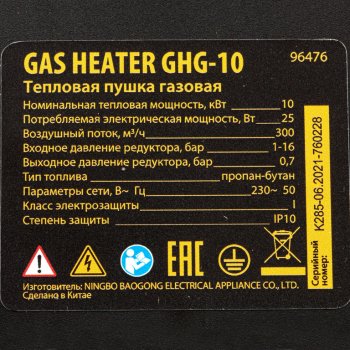 GAS HEATER GHG-10 96476
Тепловая пушка газовая
Номинальная тепловая мощность, кВт 10
Потребляемая электрическая мощность, Вт 25
Воздушный поток, м³/ч 300
Входное давление редуктора, бар 1-16
Выходное давление редуктора, бар 0,7
Тип топлива пропан-бутан
Параметры сети, В~ Гц 230~ 50
Класс электрозащиты I
Степень защиты IP10
EAC
Серийный номер: K285-06.2021-760228
Изготовитель: NINGBO BAOGONG ELECTRICAL APPLIANCE CO., LTD.
Сделано в Китае